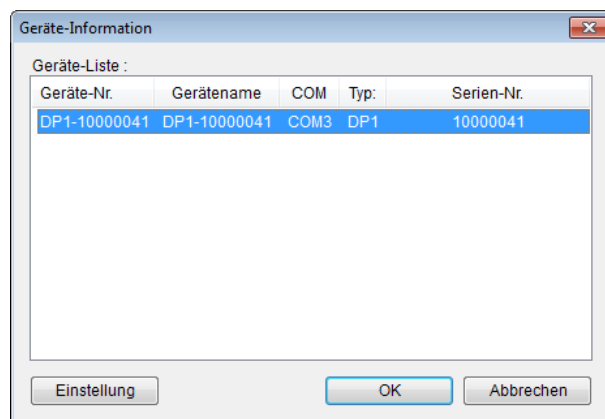 Geräte-Information
Geräte-Liste :
Geräte-Nr. Gerätename COM Typ: Serien-Nr.
DP1-10000041 DP1-10000041 COM3 DP1 10000041
Einstellung OK Abbrechen